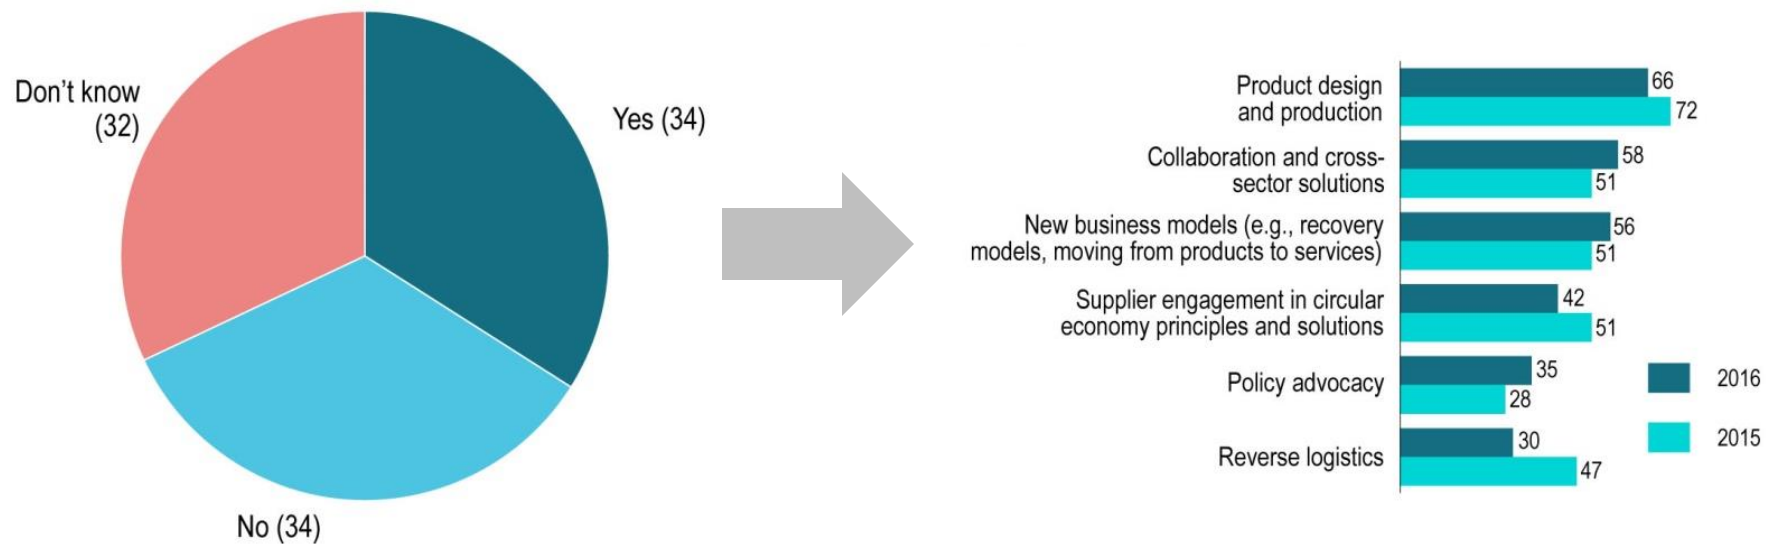 Don't know
(32)
Yes (34)
No (34)
Product design
and production
66
72
Collaboration and cross-
sector solutions
58
51
New business models (e.g., recovery
models, moving from products to services)
56
51
Supplier engagement in circular
economy principles and solutions
42
51
Policy advocacy
35
28
Reverse logistics
30
47
2016
2015